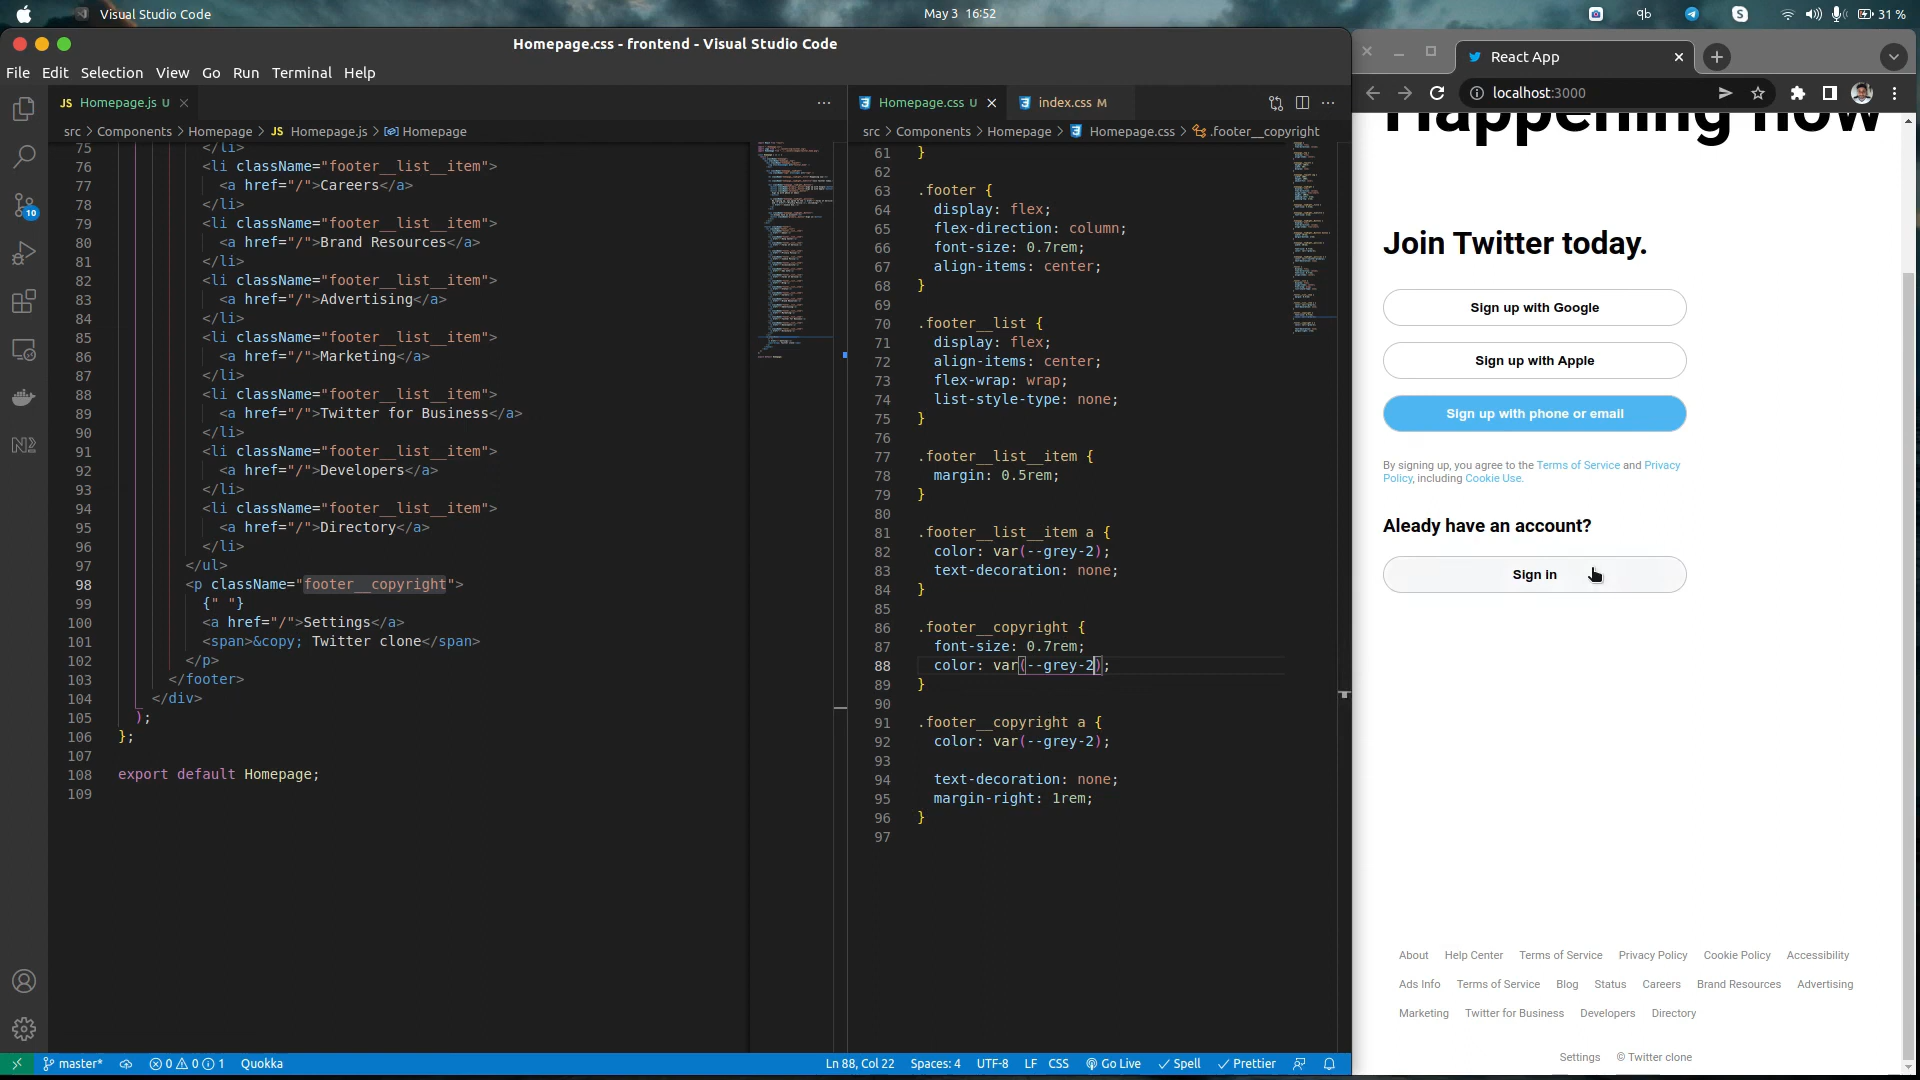 Visual Studio Code
May 3 16:52
31 %
Homepage.css - frontend - Visual Studio Code
File Edit Selection View Go Run Terminal Help
JS Homepage.js U
src > Components > Homepage > JS Homepage.js > Homepage
75 </li>
76 <li className="footer__list__item">
77 <a href="/">Careers</a>
78 </li>
79 <li className="footer__list__item">
80 <a href="/">Brand Resources</a>
81 </li>
82 <li className="footer__list__item">
83 <a href="/">Advertising</a>
84 </li>
85 <li className="footer__list__item">
86 <a href="/">Marketing</a>
87 </li>
88 <li className="footer__list__item">
89 <a href="/">Twitter for Business</a>
90 </li>
91 <li className="footer__list__item">
92 <a href="/">Developers</a>
93 </li>
94 <li className="footer__list__item">
95 <a href="/">Directory</a>
96 </li>
97 </ul>
98 <p className="footer__copyright">
99 {" "}
100 <a href="/">Settings</a>
101 <span>&copy; Twitter clone</span>
102 </p>
103 </footer>
104 </div>
105 );
106 };
107
108 export default Homepage;
109
Homepage.css U
index.css M
src > Components > Homepage > Homepage.css > .footer__copyright
61 }
62
63 .footer {
64 display: flex;
65 flex-direction: column;
66 font-size: 0.7rem;
67 align-items: center;
68 }
69
70 .footer__list {
71 display: flex;
72 align-items: center;
73 flex-wrap: wrap;
74 list-style-type: none;
75 }
76
77 .footer__list__item {
78 margin: 0.5rem;
79 }
80
81 .footer__list__item a {
82 color: var(--grey-2);
83 text-decoration: none;
84 }
85
86 .footer__copyright {
87 font-size: 0.7rem;
88 color: var(--grey-2);
89 }
90
91 .footer__copyright a {
92 color: var(--grey-2);
93
94 text-decoration: none;
95 margin-right: 1rem;
96 }
97
10
master*
0 0 1
Quokka
Ln 88, Col 22
Spaces: 4
UTF-8
LF
CSS
Go Live
Spell
Prettier
React App
localhost:3000
Happening now
Join Twitter today.
Sign up with Google
Sign up with Apple
Sign up with phone or email
By signing up, you agree to the Terms of Service and Privacy
Policy, including Cookie Use.
Aleady have an account?
Sign in
About Help Center Terms of Service Privacy Policy Cookie Policy Accessibility
Ads Info Terms of Service Blog Status Careers Brand Resources Advertising
Marketing Twitter for Business Developers Directory
Settings © Twitter clone